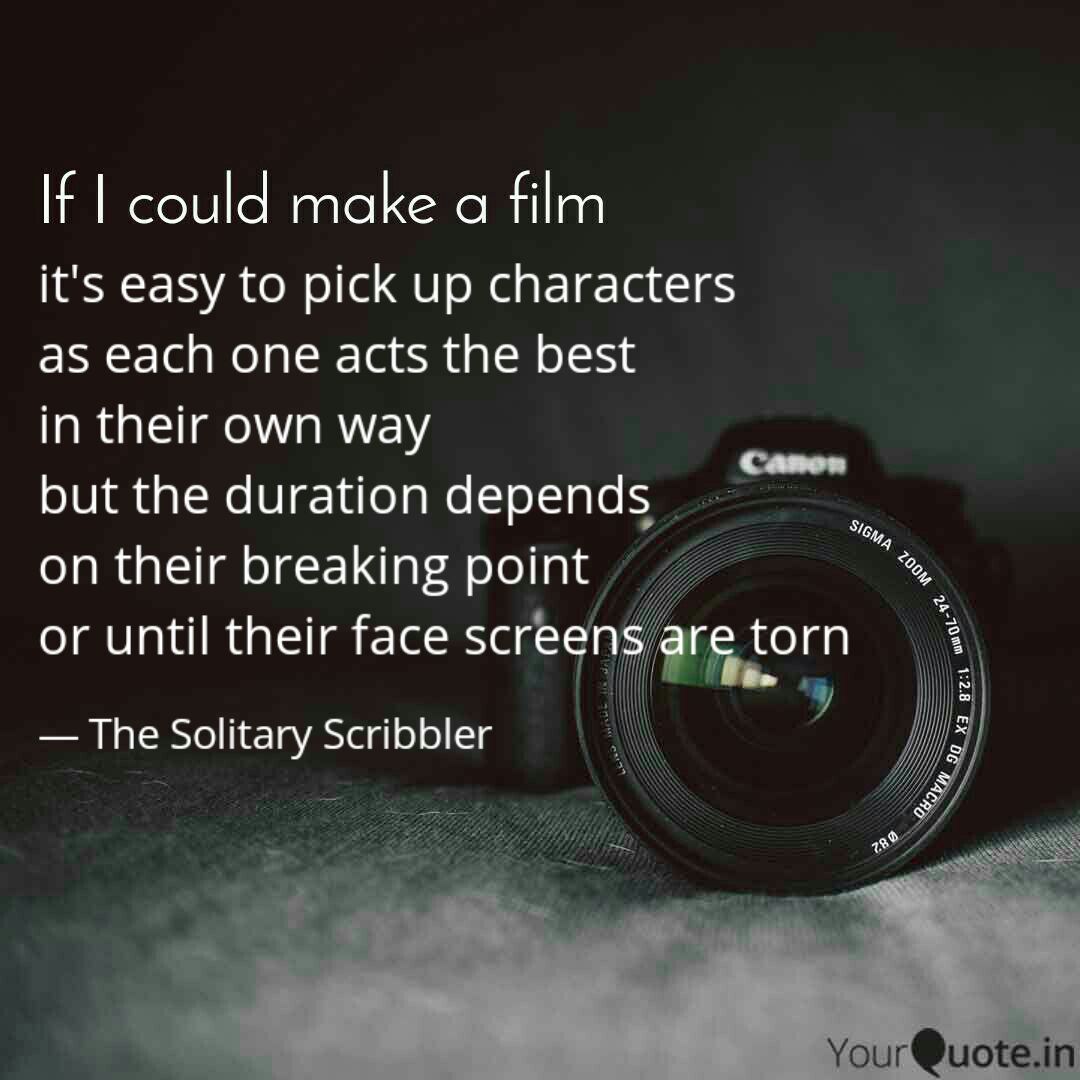 If I could make a film
it's easy to pick up characters
as each one acts the best
in their own way
but the duration depends
on their breaking point
or until their face screens are torn
— The Solitary Scribbler
Canon
SIGMA ZOOM 24-70mm 1:2.8 EX DG MACRO Ø82
YourQuote.in